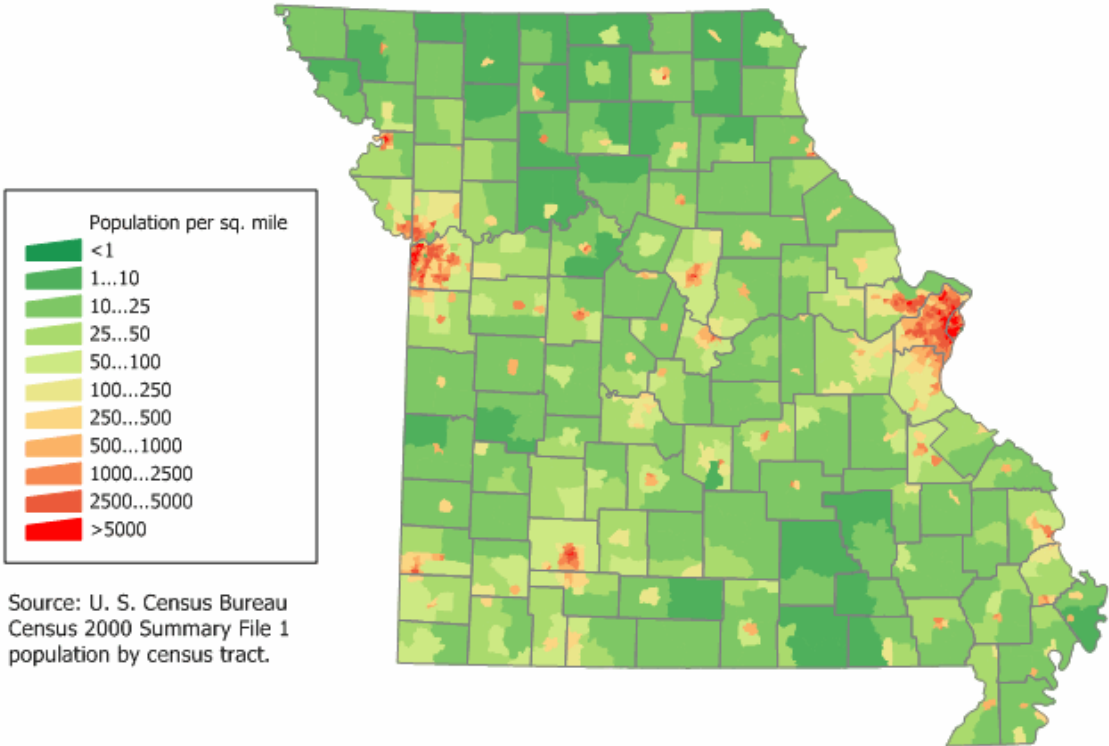 Population per sq. mile
<1
1...10
10...25
25...50
50...100
100...250
250...500
500...1000
1000...2500
2500...5000
>5000
Source: U. S. Census Bureau
Census 2000 Summary File 1
population by census tract.